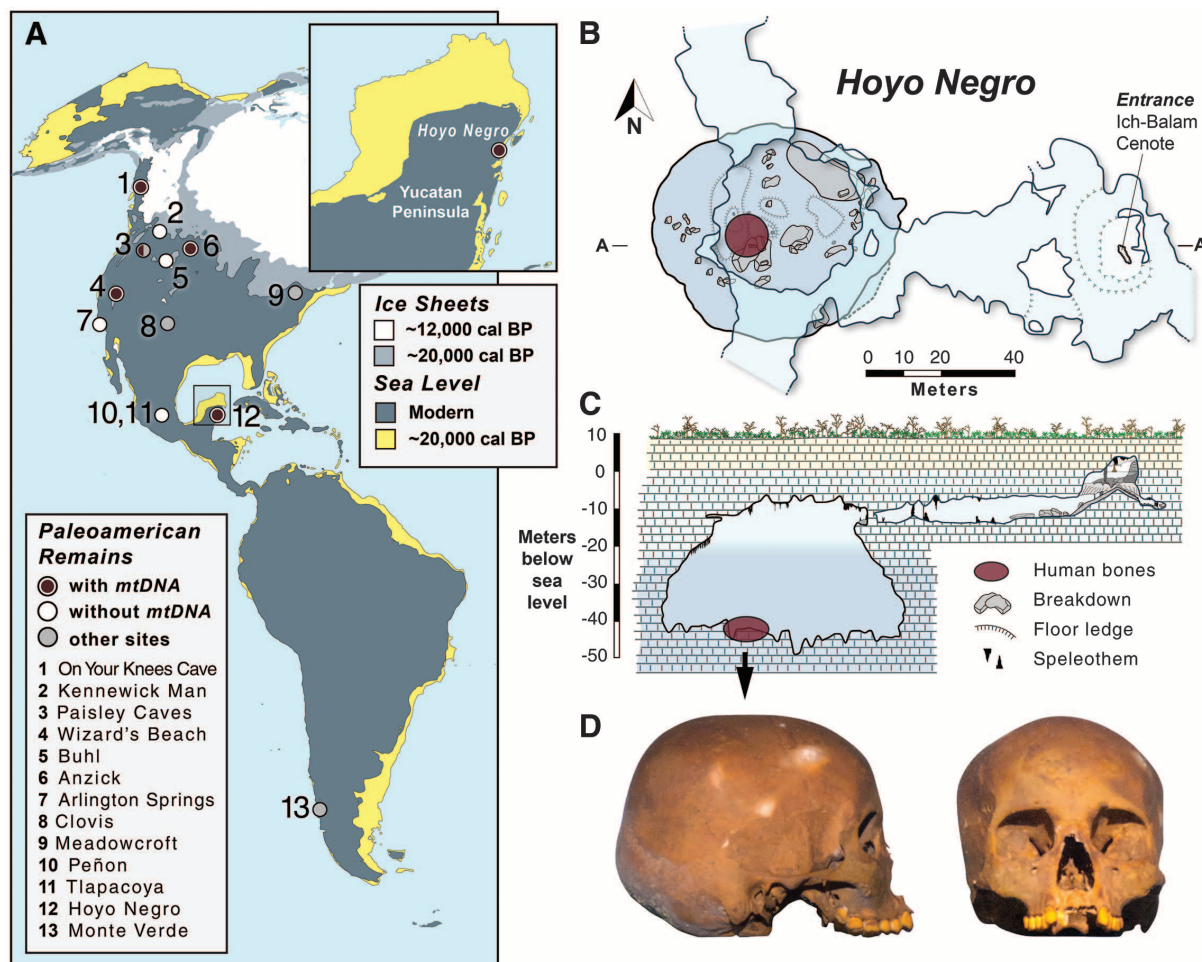 A
Hoyo Negro
Yucatan
Peninsula
1
2
3
6
5
4
9
7
8
10,11
12
13
Ice Sheets
~12,000 cal BP
~20,000 cal BP
Sea Level
Modern
~20,000 cal BP
Paleoamerican
Remains
with mtDNA
without mtDNA
other sites
1 On Your Knees Cave
2 Kennewick Man
3 Paisley Caves
4 Wizard's Beach
5 Buhl
6 Anzick
7 Arlington Springs
8 Clovis
9 Meadowcroft
10 Peñon
11 Tlapacoya
12 Hoyo Negro
13 Monte Verde
B
Hoyo Negro
N
Entrance
Ich-Balam
Cenote
A
A
0 10 20 40
Meters
C
10
0
-10
-20
-30
-40
-50
Meters
below
sea
level
Human bones
Breakdown
Floor ledge
Speleothem
D